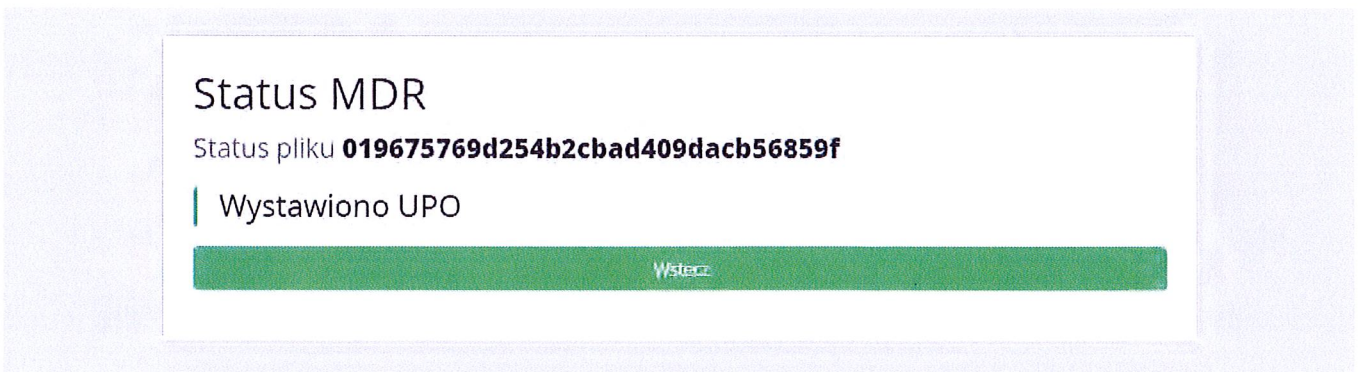 Status MDR
Status pliku 019675769d254b2cbad409dacb56859f
Wystawiono UPO
Wstecz